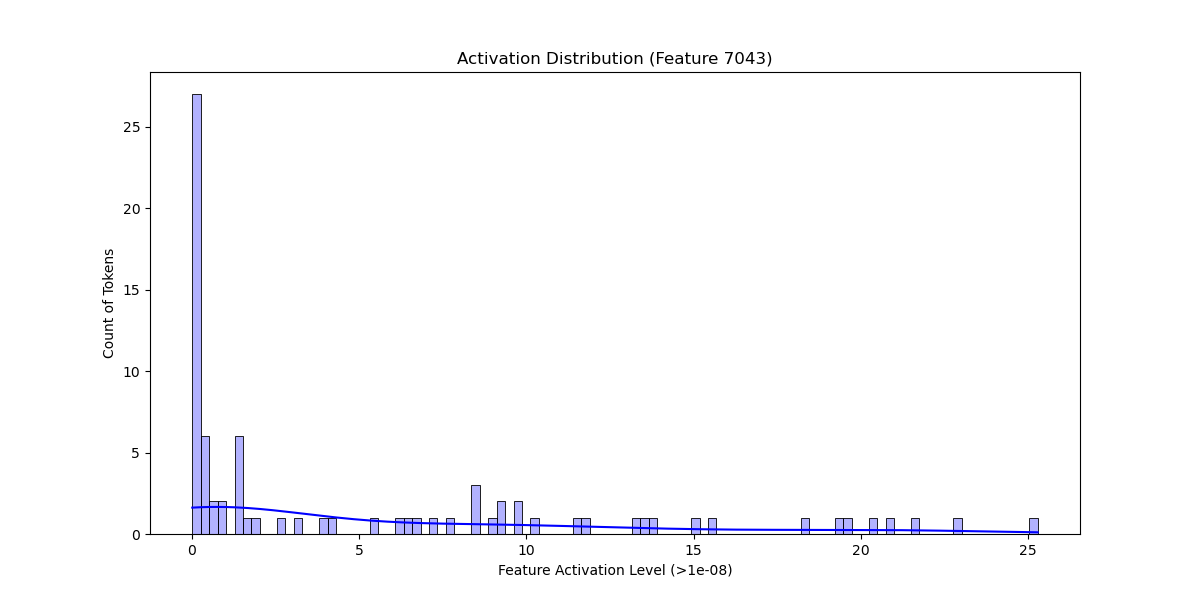 Activation Distribution (Feature 7043)
25
20
15
10
5
0
Count of Tokens
0 5 10 15 20 25
Feature Activation Level (>1e-08)